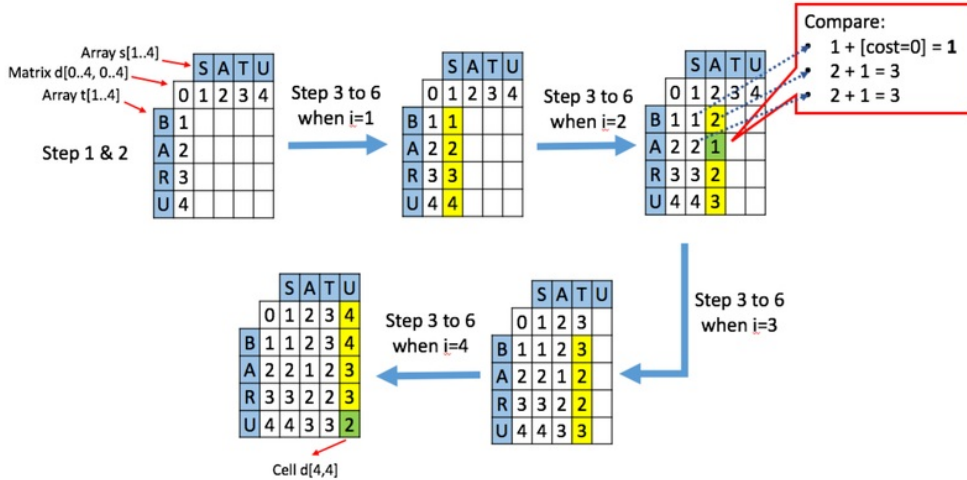 Array s[1..4]
Matrix d[0..4, 0..4]
Array t[1..4]
Step 1 & 2
S A T U
0 1 2 3 4
B 1
A 2
R 3
U 4
Step 3 to 6
when i=1
S A T U
0 1 2 3 4
B 1 1
A 2 2
R 3 3
U 4 4
Step 3 to 6
when i=2
S A T U
0 1 2 3 4
B 1 1 2
A 2 2 1
R 3 3 2
U 4 4 3
Compare:
• 1 + [cost=0] = 1
• 2 + 1 = 3
• 2 + 1 = 3
Step 3 to 6
when i=3
S A T U
0 1 2 3
B 1 1 2 3
A 2 2 1 2
R 3 3 2 2
U 4 4 3 3
Step 3 to 6
when i=4
S A T U
0 1 2 3 4
B 1 1 2 3 4
A 2 2 1 2 3
R 3 3 2 2 3
U 4 4 3 3 2
Cell d[4,4]